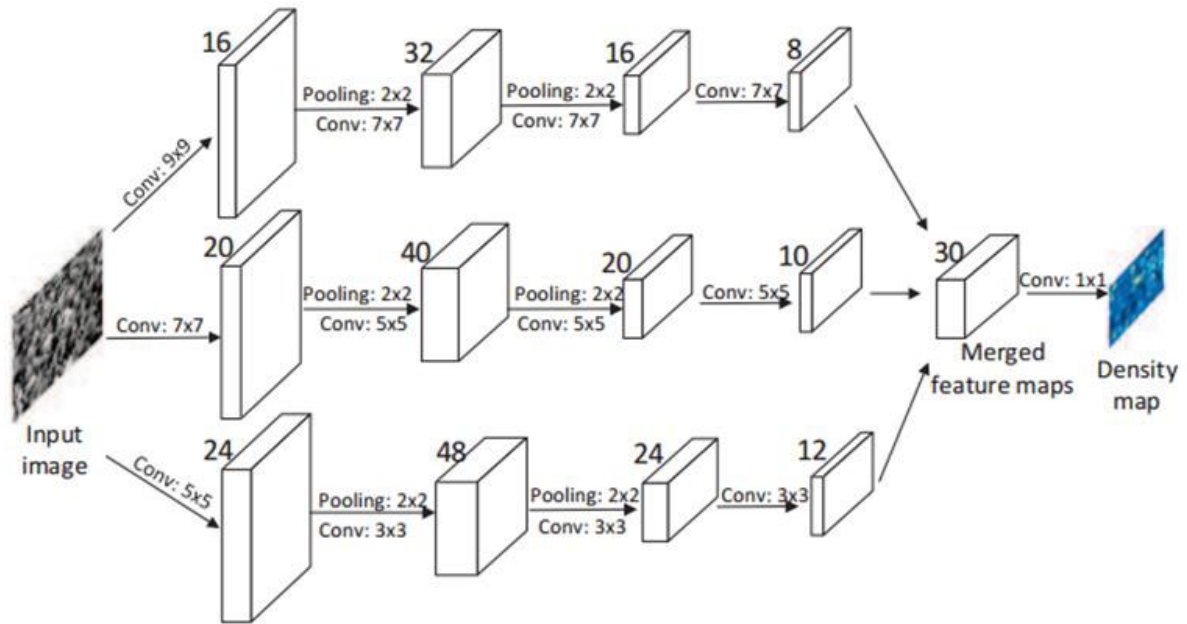 16
32
16
8
Pooling: 2x2
Conv: 7x7
Pooling: 2x2
Conv: 7x7
Conv: 7x7
Conv: 9x9
20
40
20
10
30
Conv: 7x7
Pooling: 2x2
Conv: 5x5
Pooling: 2x2
Conv: 5x5
Conv: 5x5
Conv: 1x1
Merged
feature maps
Density
map
Input
image
24
48
24
12
Conv: 5x5
Pooling: 2x2
Conv: 3x3
Pooling: 2x2
Conv: 3x3
Conv: 3x3